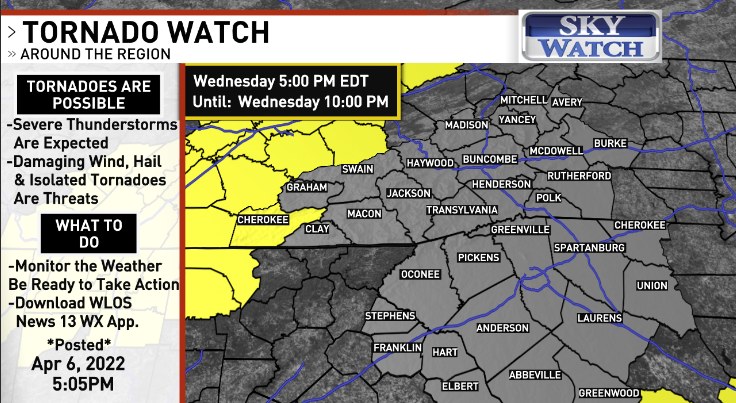 > TORNADO WATCH
» AROUND THE REGION
SKY
WATCH
TORNADOES ARE
POSSIBLE
-Severe Thunderstorms
Are Expected
-Damaging Wind, Hail
& Isolated Tornadoes
Are Threats
WHAT TO
DO
-Monitor the Weather
Be Ready to Take Action
-Download WLOS
News 13 WX App.
*Posted*
Apr 6, 2022
5:05PM
Wednesday 5:00 PM EDT
Until: Wednesday 10:00 PM
MITCHELL
AVERY
YANCEY
MADISON
BURKE
MCDOWELL
BUNCOMBE
HAYWOOD
SWAIN
RUTHERFORD
HENDERSON
GRAHAM
JACKSON
POLK
TRANSYLVANIA
MACON
CHEROKEE
CLAY
CHEROKEE
GREENVILLE
SPARTANBURG
PICKENS
OCONEE
UNION
STEPHENS
LAURENS
ANDERSON
FRANKLIN
HART
ABBEVILLE
ELBERT
GREENWOOD